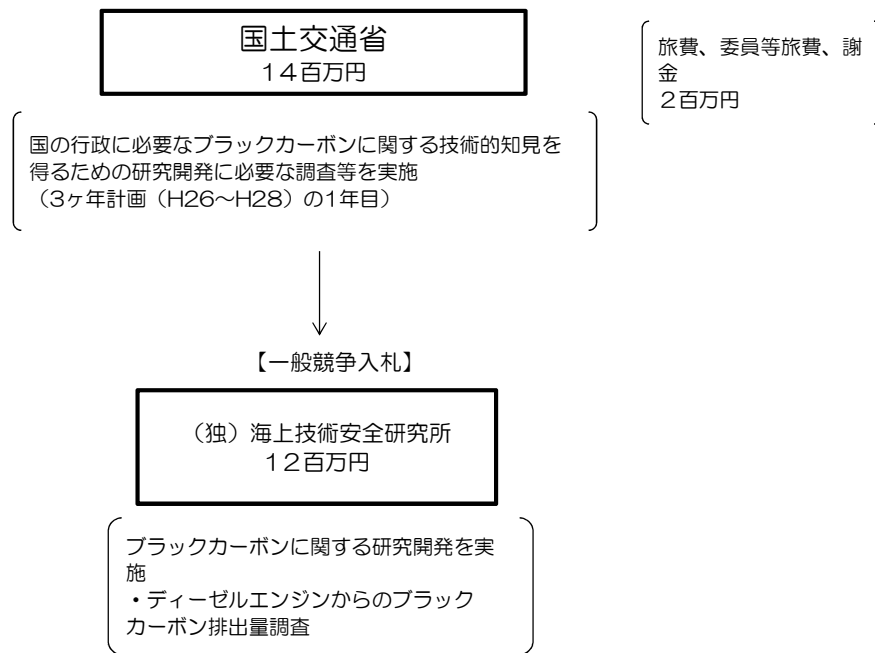 国土交通省
14百万円
旅費、委員等旅費、謝
金
2百万円
国の行政に必要なブラックカーボンに関する技術的知見を
得るための研究開発に必要な調査等を実施
(3ヶ年計画(H26~H28)の1年目)
【一般競争入札】
(独)海上技術安全研究所
12百万円
ブラックカーボンに関する研究開発を実
施
・ディーゼルエンジンからのブラック
カーボン排出量調査